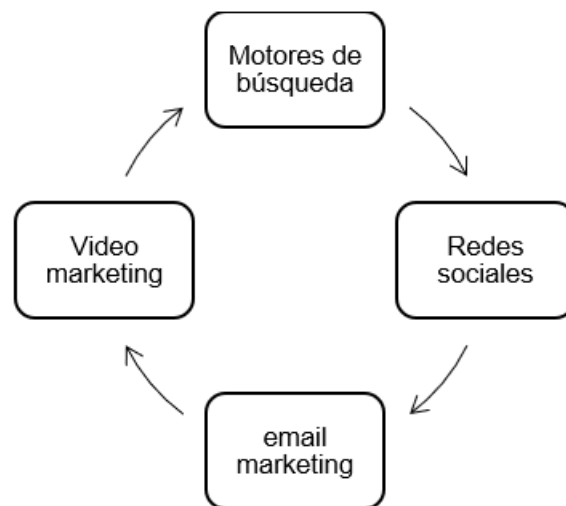 Motores de
búsqueda
Redes
sociales
email
marketing
Video
marketing